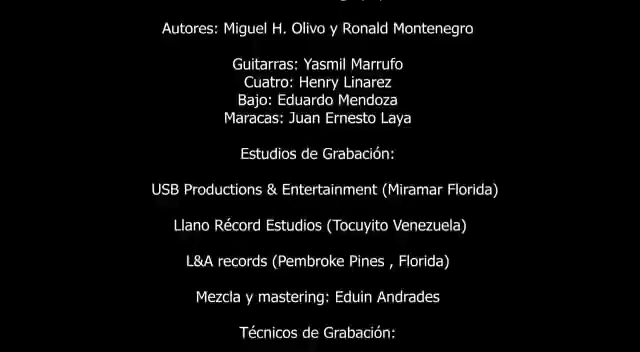 Autores: Miguel H. Olivo y Ronald Montenegro
Guitarras: Yasmil Marrufo
Cuatro: Henry Linarez
Bajo: Eduardo Mendoza
Maracas: Juan Ernesto Laya
Estudios de Grabación:
USB Productions & Entertainment (Miramar Florida)
Llano Récord Estudios (Tocuyito Venezuela)
L&A records (Pembroke Pines , Florida)
Mezcla y mastering: Eduin Andrades
Técnicos de Grabación: